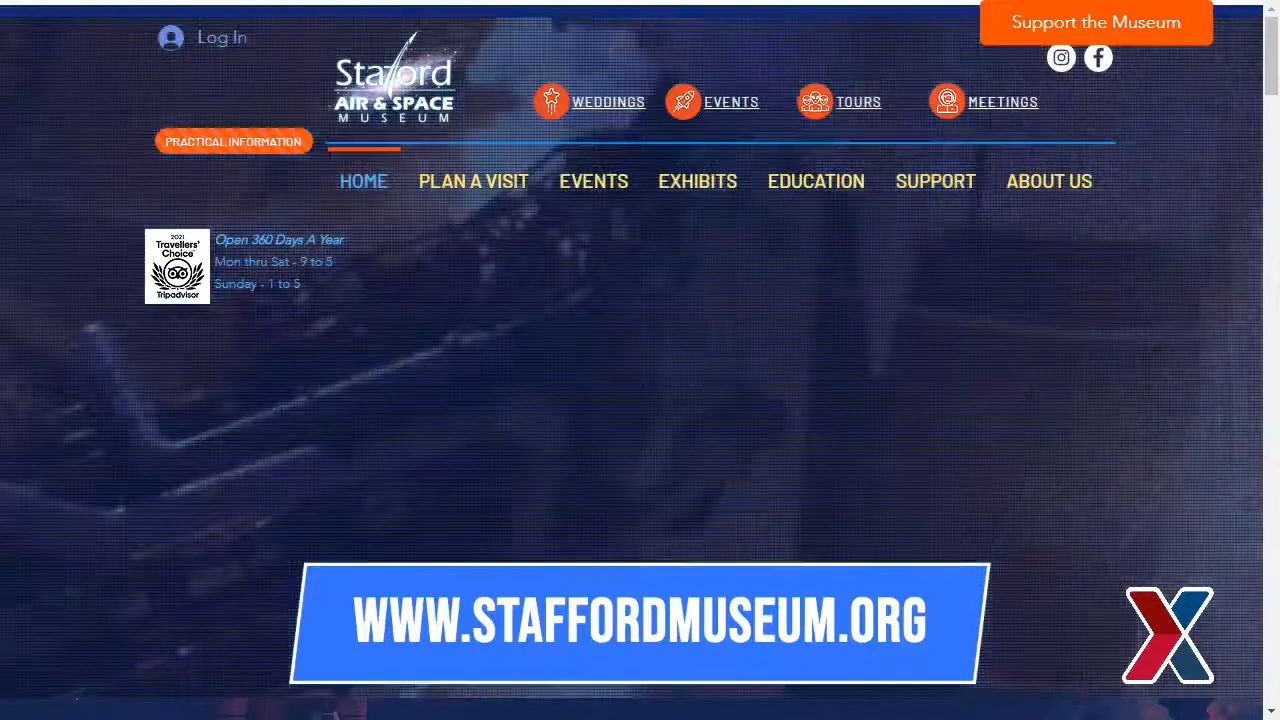 Support the Museum
Log In
Stafford
AIR & SPACE
MUSEUM
WEDDINGS
EVENTS
TOURS
MEETINGS
PRACTICAL INFORMATION
HOME
PLAN A VISIT
EVENTS
EXHIBITS
EDUCATION
SUPPORT
ABOUT US
2021
Travellers'
Choice
Tripadvisor
Open 360 Days A Year
Mon thru Sat - 9 to 5
Sunday - 1 to 5
WWW.STAFFORDMUSEUM.ORG
X